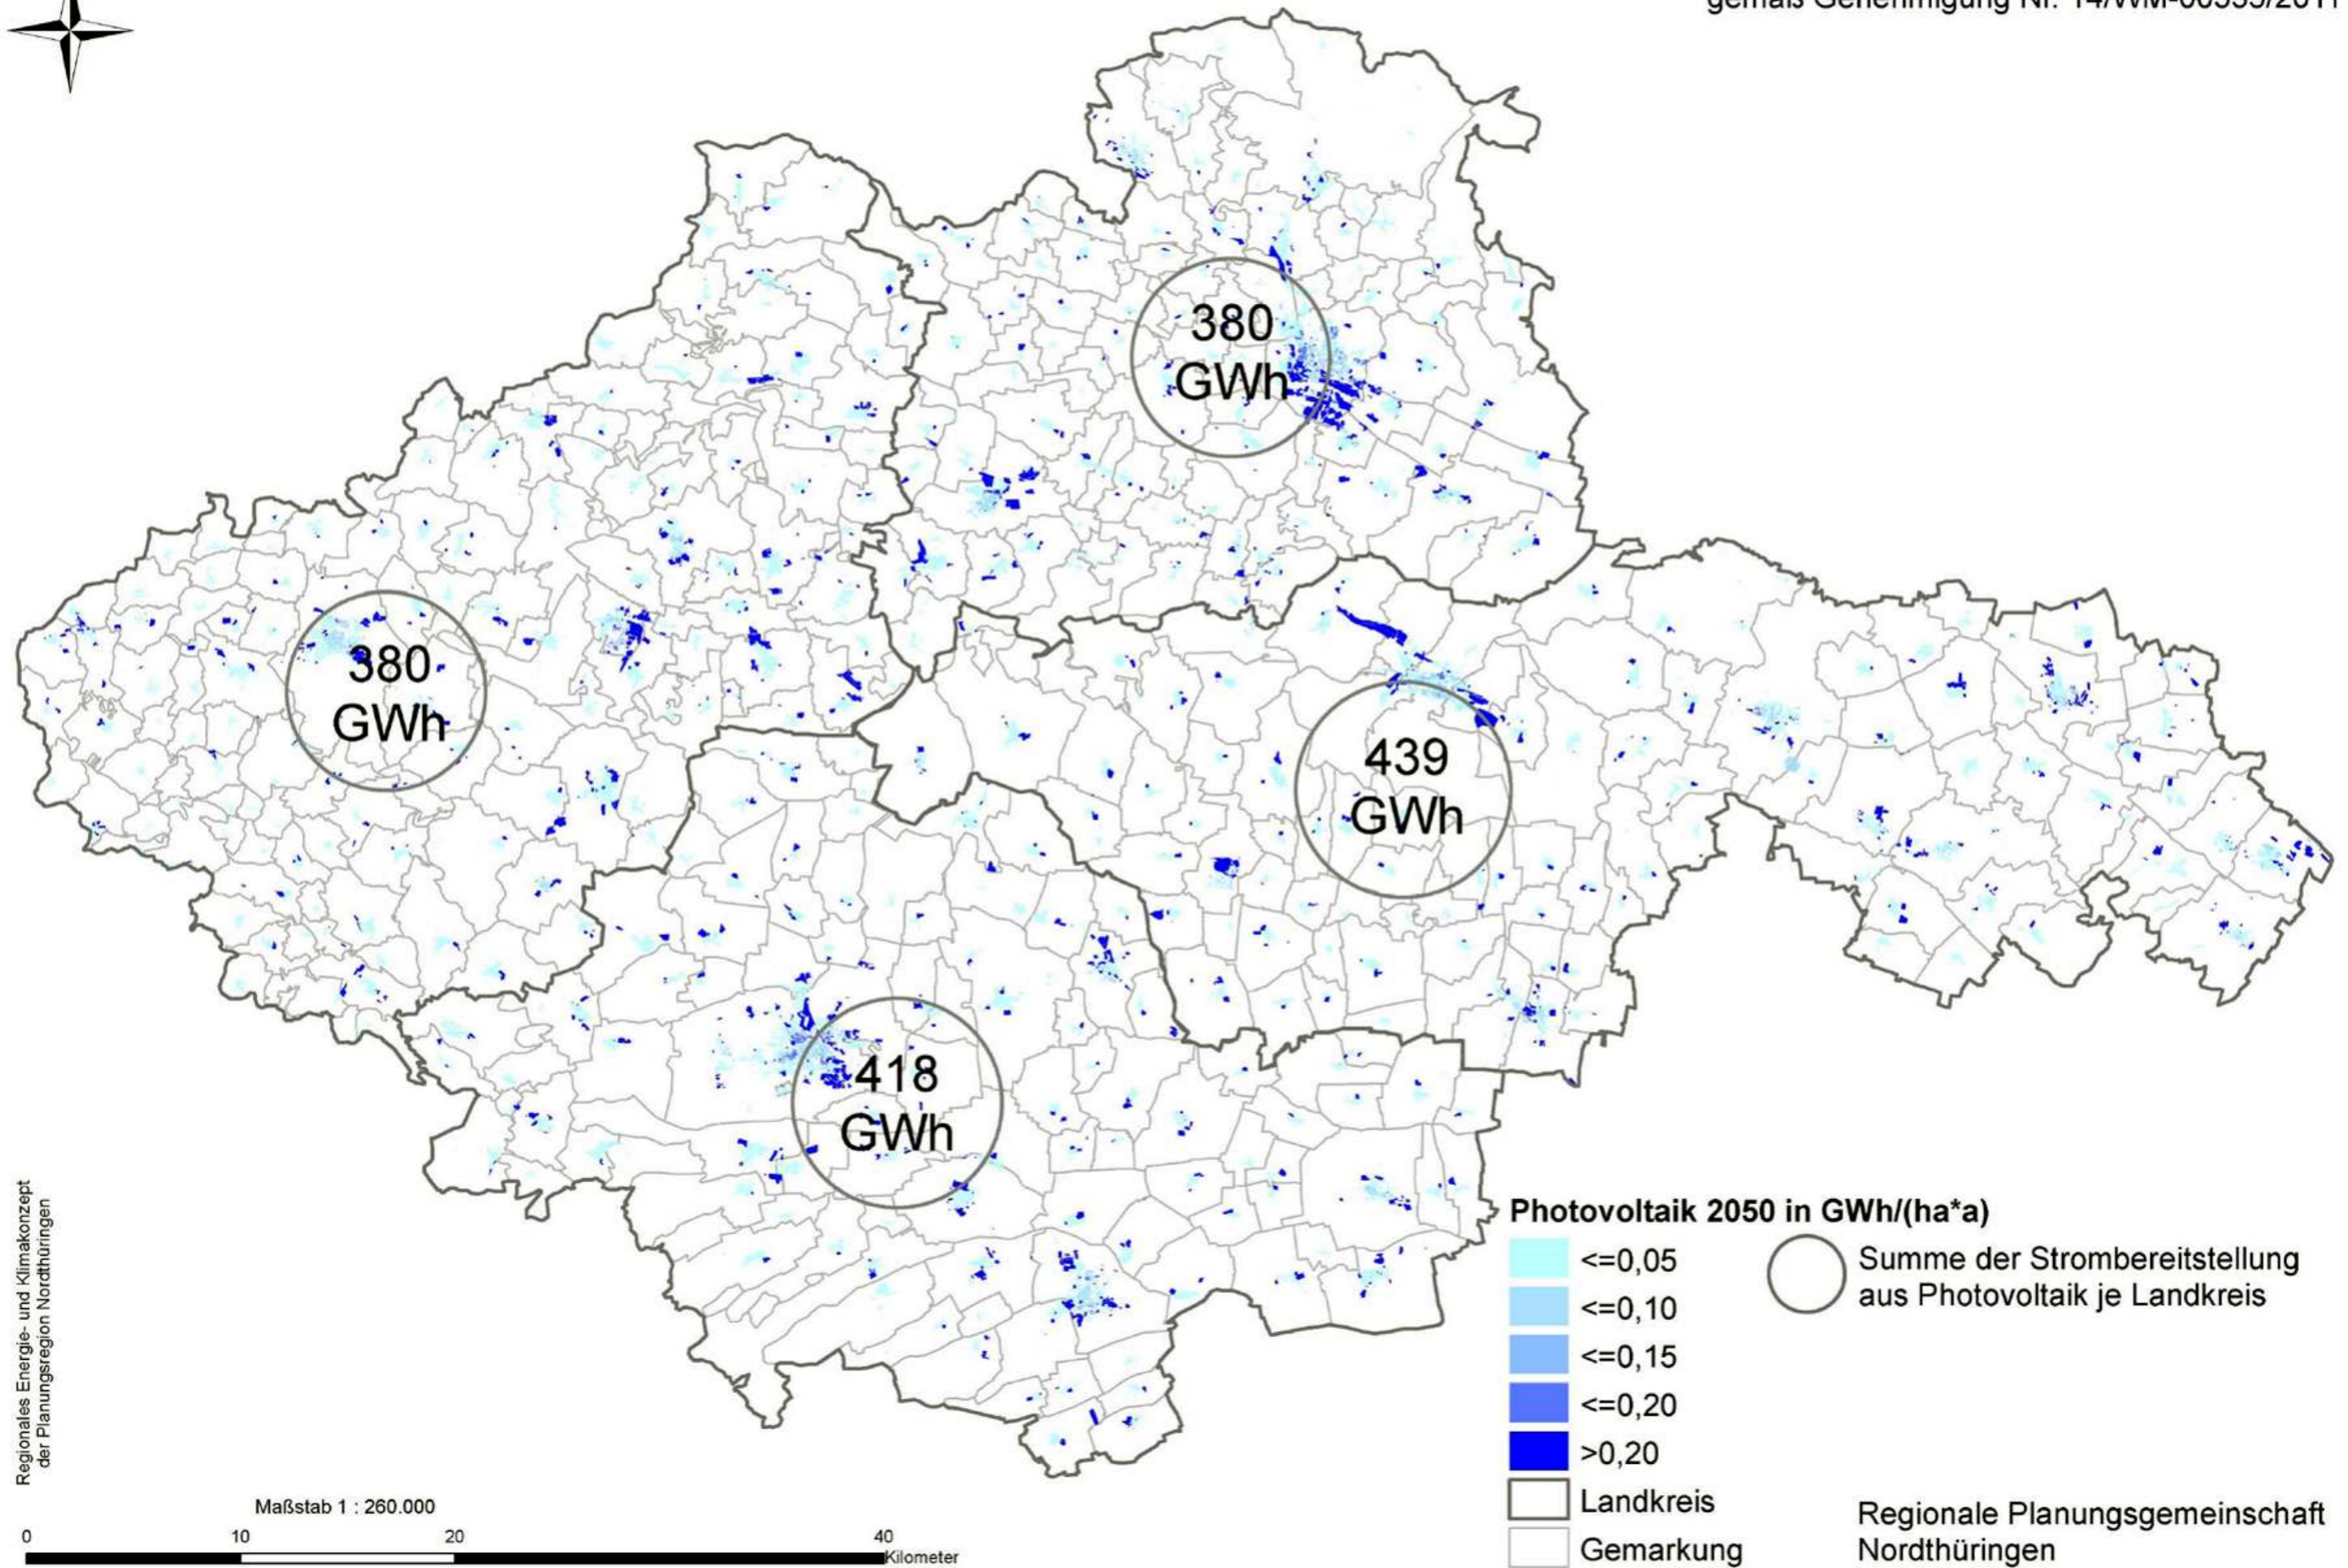 380
GWh
380
GWh
439
GWh
418
GWh
Regionales Energie- und Klimakonzept
der Planungsregion Nordthüringen
Maßstab 1 : 260.000
0 10 20 40
Kilometer
Photovoltaik 2050 in GWh/(ha*a)
<=0,05
<=0,10
<=0,15
<=0,20
>0,20
Landkreis
Gemarkung
Summe der Strombereitstellung
aus Photovoltaik je Landkreis
Regionale Planungsgemeinschaft
Nordthüringen